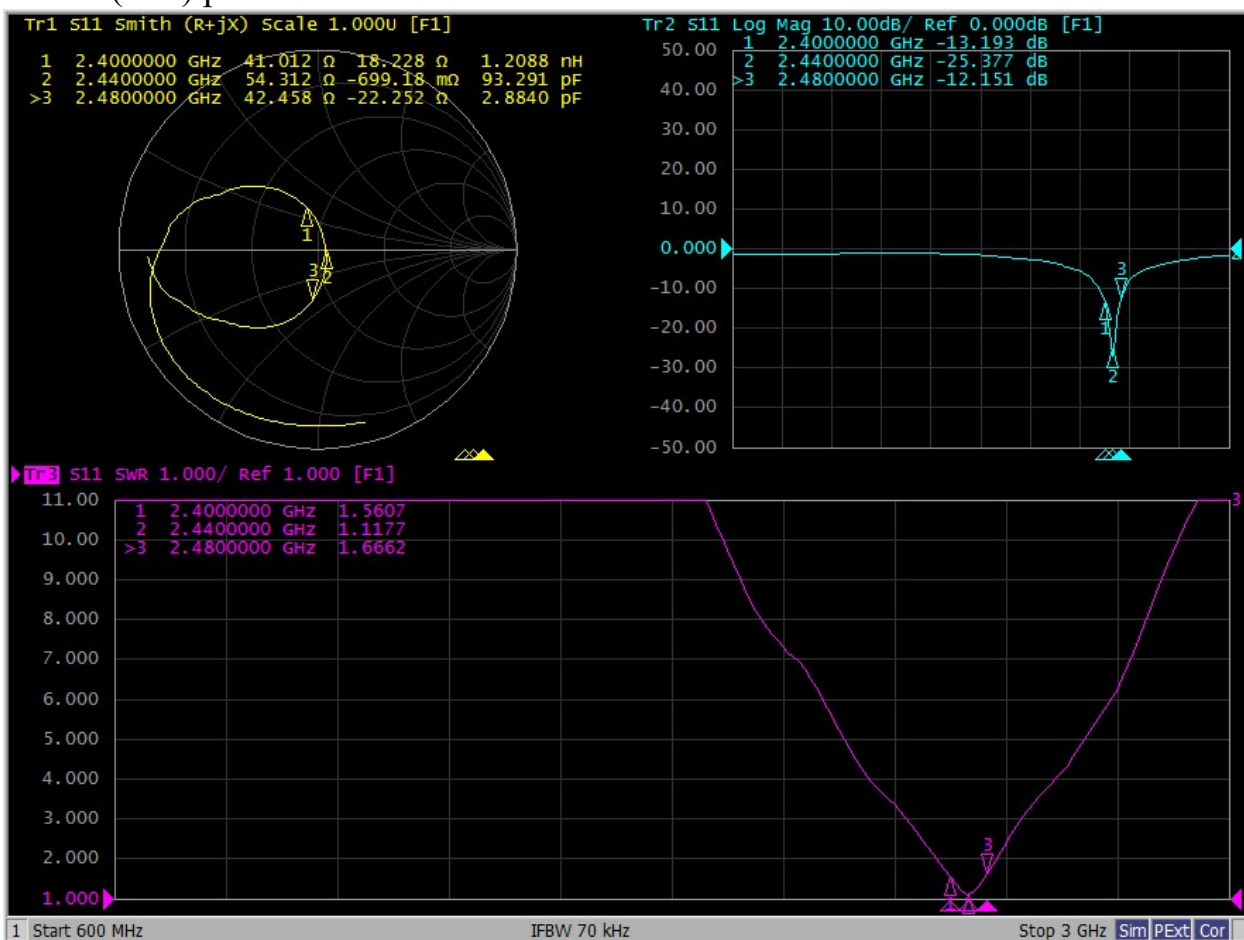 Tr1 S11 Smith (R+jX) Scale 1.000U [F1]
1 2.4000000 GHz 41.012 Ω 18.228 Ω 1.2088 nH
2 2.4400000 GHz 54.312 Ω -699.18 mΩ 93.291 pF
>3 2.4800000 GHz 42.458 Ω -22.252 Ω 2.8840 pF
1
3
2
Tr2 S11 Log Mag 10.00dB/ Ref 0.000dB [F1]
1 2.4000000 GHz -13.193 dB
2 2.4400000 GHz -25.377 dB
>3 2.4800000 GHz -12.151 dB
50.00
40.00
30.00
20.00
10.00
0.000
-10.00
-20.00
-30.00
-40.00
-50.00
3
1
2
2
Tr3 S11 SWR 1.000/ Ref 1.000 [F1]
1 2.4000000 GHz 1.5607
2 2.4400000 GHz 1.1177
>3 2.4800000 GHz 1.6662
11.00
10.00
9.000
8.000
7.000
6.000
5.000
4.000
3.000
2.000
1.000
3
3
1 Start 600 MHz IFBW 70 kHz Stop 3 GHz Sim PExt Cor